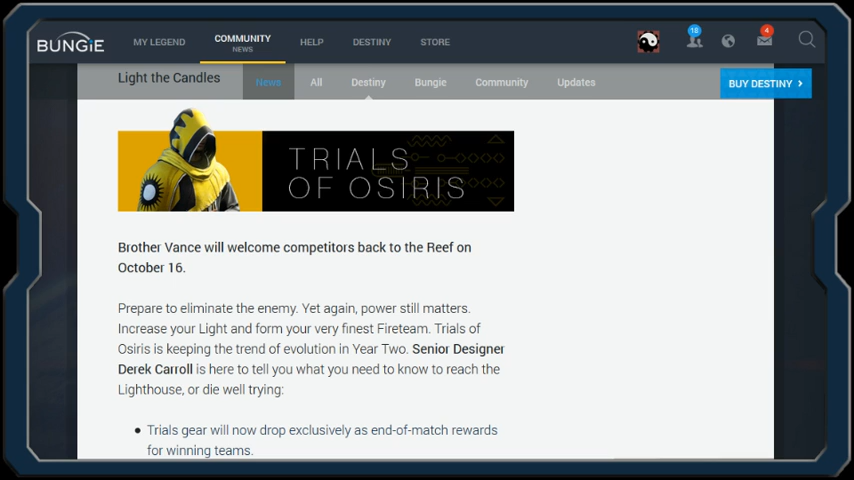 BUNGiE
MY LEGEND
COMMUNITY
NEWS
HELP
DESTINY
STORE
18
4
Light the Candles
News
All
Destiny
Bungie
Community
Updates
BUY DESTINY
TRIALS
OF OSIRIS
Brother Vance will welcome competitors back to the Reef on
October 16.
Prepare to eliminate the enemy. Yet again, power still matters.
Increase your Light and form your very finest Fireteam. Trials of
Osiris is keeping the trend of evolution in Year Two. Senior Designer
Derek Carroll is here to tell you what you need to know to reach the
Lighthouse, or die well trying:
Trials gear will now drop exclusively as end-of-match rewards
for winning teams.